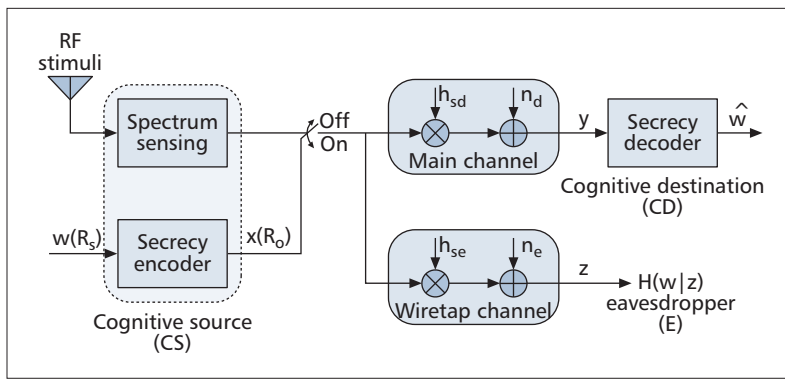 RF
stimuli
Spectrum
sensing
Off
On
h_sd
n_d
Main channel
y
Secrecy
decoder
ŵ
Cognitive destination
(CD)
w(R_s)
Secrecy
encoder
x(R_o)
Cognitive source
(CS)
h_se
n_e
Wiretap channel
z
H(w|z)
eavesdropper
(E)